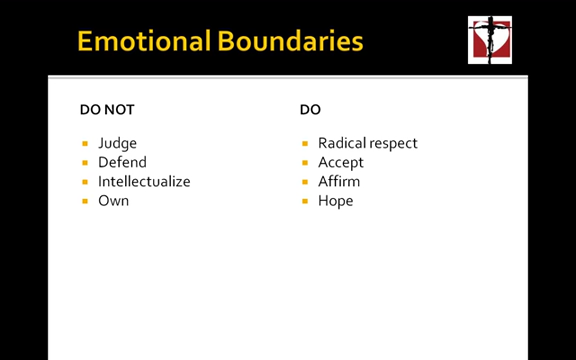 Emotional Boundaries
DO NOT
Judge
Defend
Intellectualize
Own
DO
Radical respect
Accept
Affirm
Hope